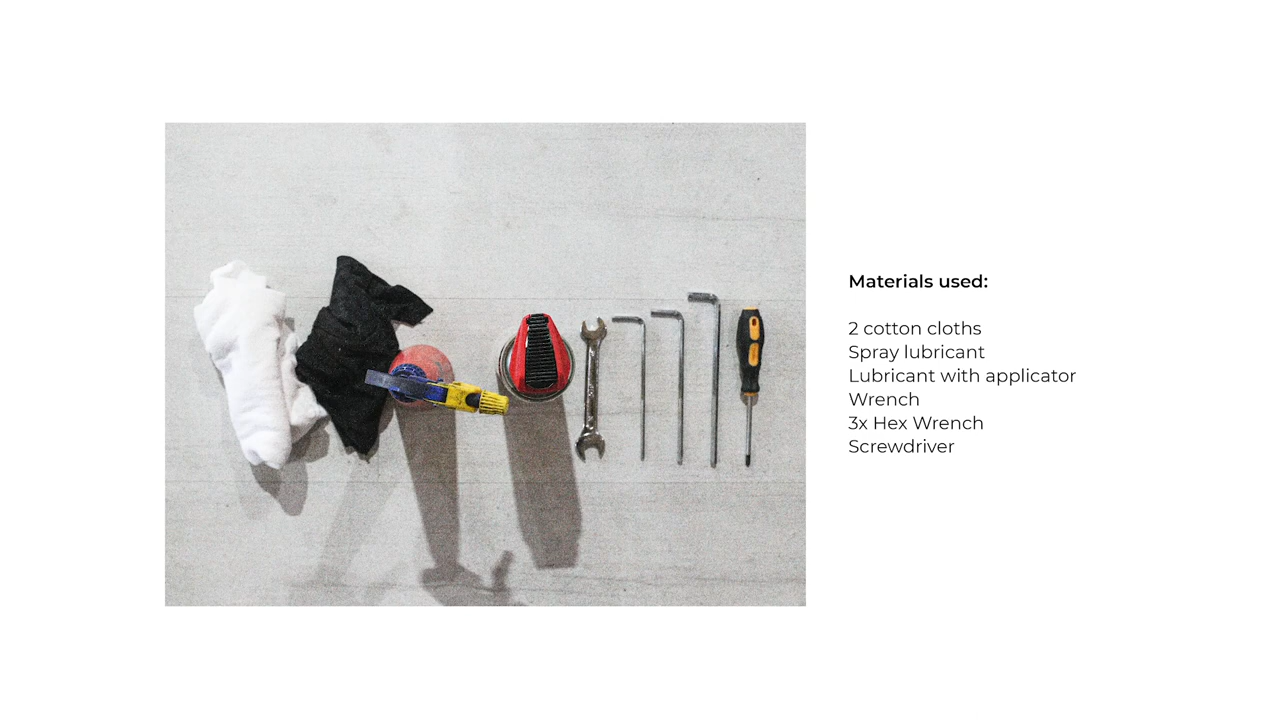 Materials used:
2 cotton cloths
Spray lubricant
Lubricant with applicator
Wrench
3x Hex Wrench
Screwdriver